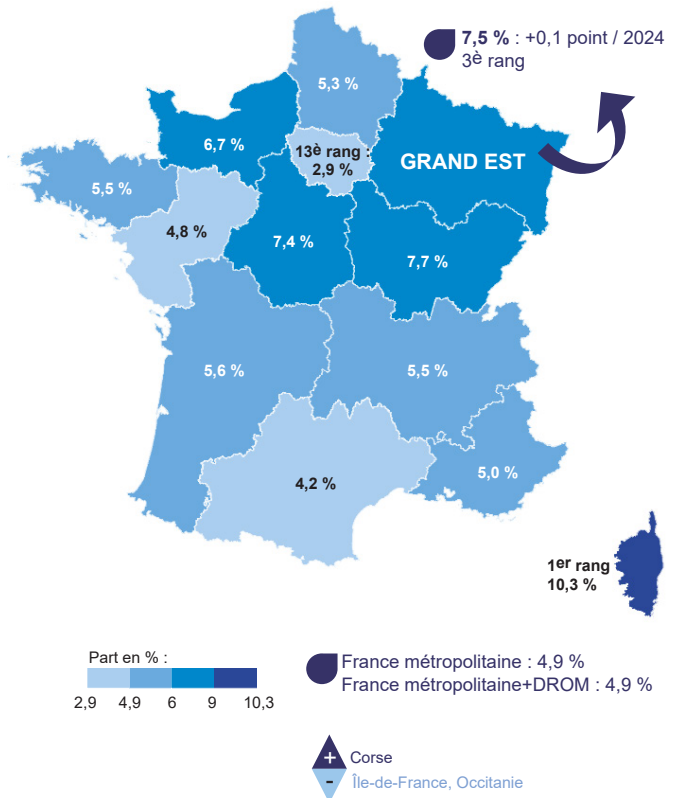 7,5 % : +0,1 point / 2024
3è rang
5,3 %
6,7 %
13è rang :
2,9 %
GRAND EST
5,5 %
4,8 %
7,4 %
7,7 %
5,6 %
5,5 %
5,0 %
4,2 %
1er rang
10,3 %
Part en % :
2,9 4,9 6 9 10,3
France métropolitaine : 4,9 %
France métropolitaine+DROM : 4,9 %
+ Corse
- Île-de-France, Occitanie